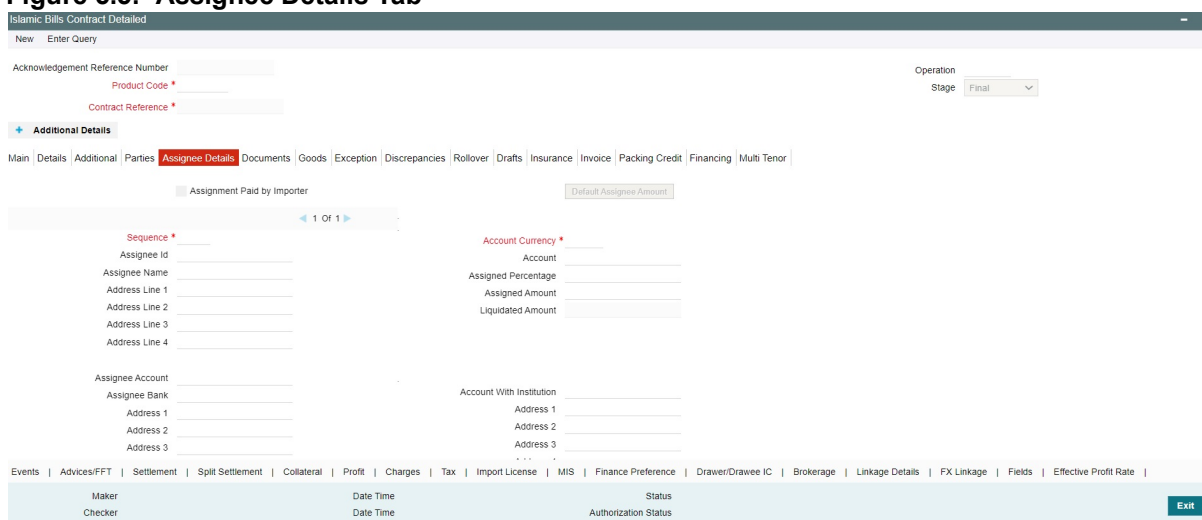 Figure 5.5: Assignee Details Tab
Islamic Bills Contract Detailed
New Enter Query
Acknowledgement Reference Number
Operation
Product Code *
Stage Final
Contract Reference *
+ Additional Details
Main Details Additional Parties Assignee Details Documents Goods Exception Discrepancies Rollover Drafts Insurance Invoice Packing Credit Financing Multi Tenor
Assignment Paid by Importer
Default Assignee Amount
1 Of 1
Sequence *
Account Currency *
Assignee Id
Account
Assignee Name
Assigned Percentage
Address Line 1
Assigned Amount
Address Line 2
Liquidated Amount
Address Line 3
Address Line 4
Assignee Account
Account With Institution
Assignee Bank
Address 1
Address 1
Address 2
Address 2
Address 3
Address 3
Events | Advices/FFT | Settlement | Split Settlement | Collateral | Profit | Charges | Tax | Import License | MIS | Finance Preference | Drawer/Drawee IC | Brokerage | Linkage Details | FX Linkage | Fields | Effective Profit Rate |
Maker Date Time Status
Checker Date Time Authorization Status
Exit